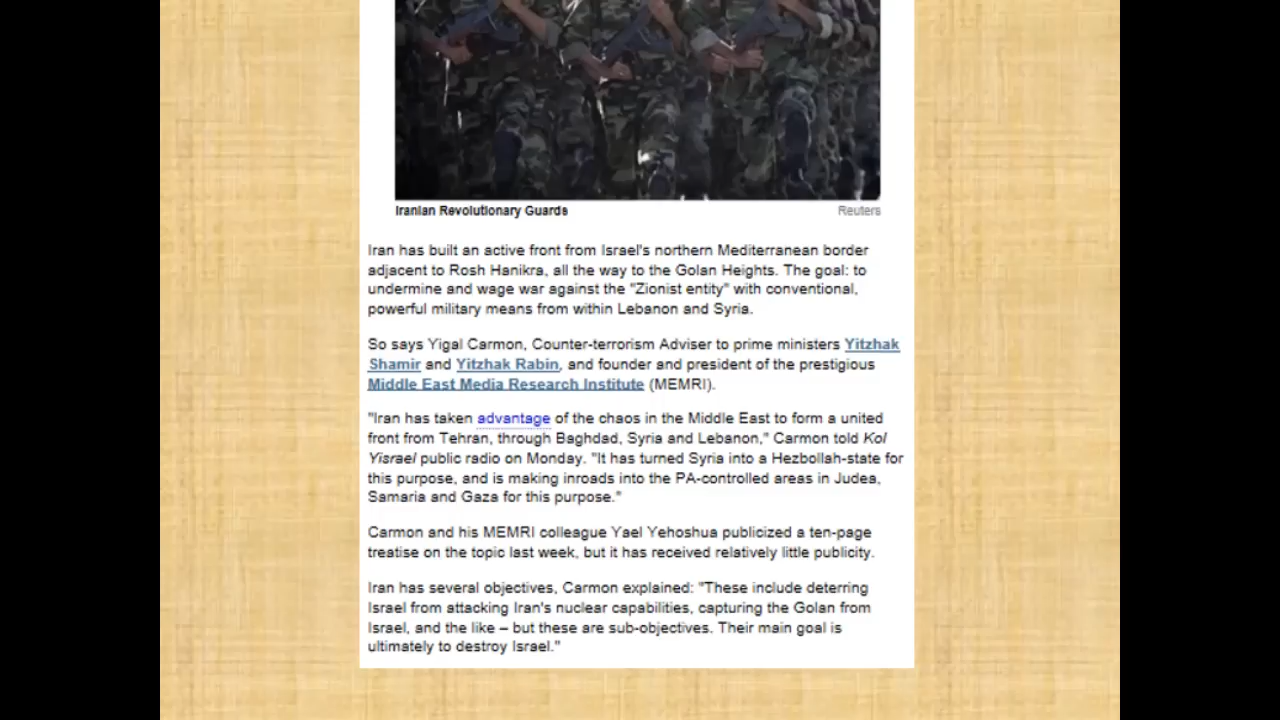 Iranian Revolutionary Guards
Reuters
Iran has built an active front from Israel's northern Mediterranean border
adjacent to Rosh Hanikra, all the way to the Golan Heights. The goal: to
undermine and wage war against the "Zionist entity" with conventional,
powerful military means from within Lebanon and Syria.
So says Yigal Carmon, Counter-terrorism Adviser to prime ministers Yitzhak
Shamir and Yitzhak Rabin, and founder and president of the prestigious
Middle East Media Research Institute (MEMRI).
"Iran has taken advantage of the chaos in the Middle East to form a united
front from Tehran, through Baghdad, Syria and Lebanon," Carmon told Kol
Yisrael public radio on Monday. "It has turned Syria into a Hezbollah-state for
this purpose, and is making inroads into the PA-controlled areas in Judea,
Samaria and Gaza for this purpose."
Carmon and his MEMRI colleague Yael Yehoshua publicized a ten-page
treatise on the topic last week, but it has received relatively little publicity.
Iran has several objectives, Carmon explained: "These include deterring
Israel from attacking Iran's nuclear capabilities, capturing the Golan from
Israel, and the like – but these are sub-objectives. Their main goal is
ultimately to destroy Israel."